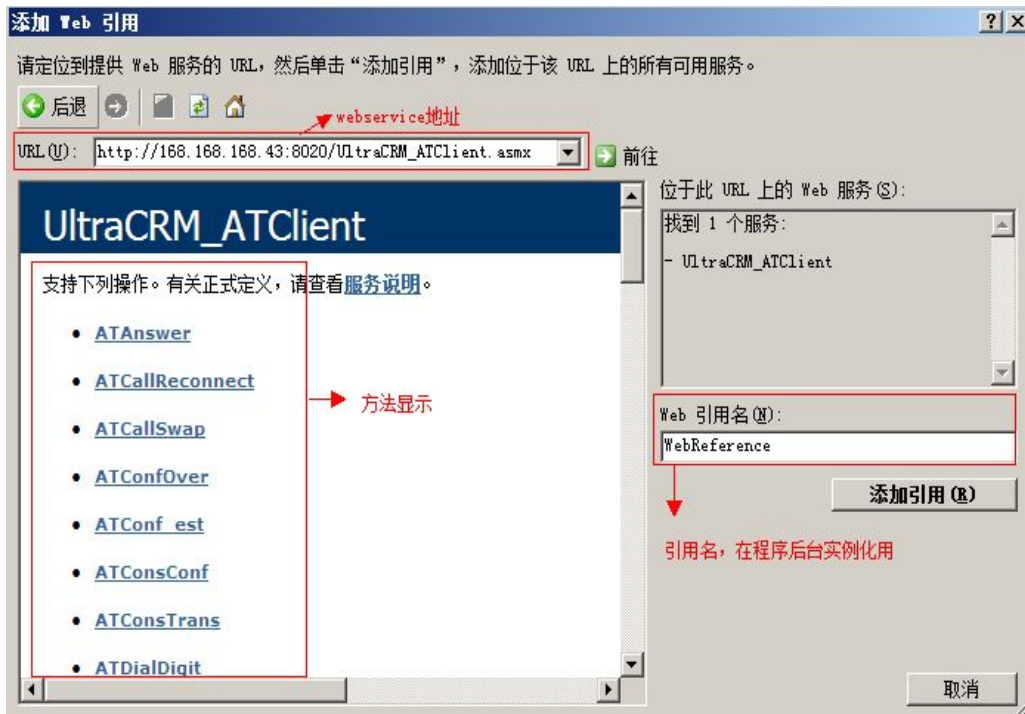 添加 Web 引用
请定位到提供 Web 服务的 URL，然后单击“添加引用”，添加位于该 URL 上的所有可用服务。
后退
webservice地址
URL(U): http://168.168.168.43:8020/UltraCRM_ATClient.asmx 前往
UltraCRM_ATClient
支持下列操作。有关正式定义，请查看服务说明。
ATAnswer
ATCallReconnect
ATCallSwap
ATConfOver
ATConf_est
ATConsConf
ATConsTrans
ATDialDigit
方法显示
位于此 URL 上的 Web 服务(S):
找到 1 个服务:
- UltraCRM_ATClient
Web 引用名(N):
WebReference
添加引用(R)
引用名，在程序后台实例化用
取消